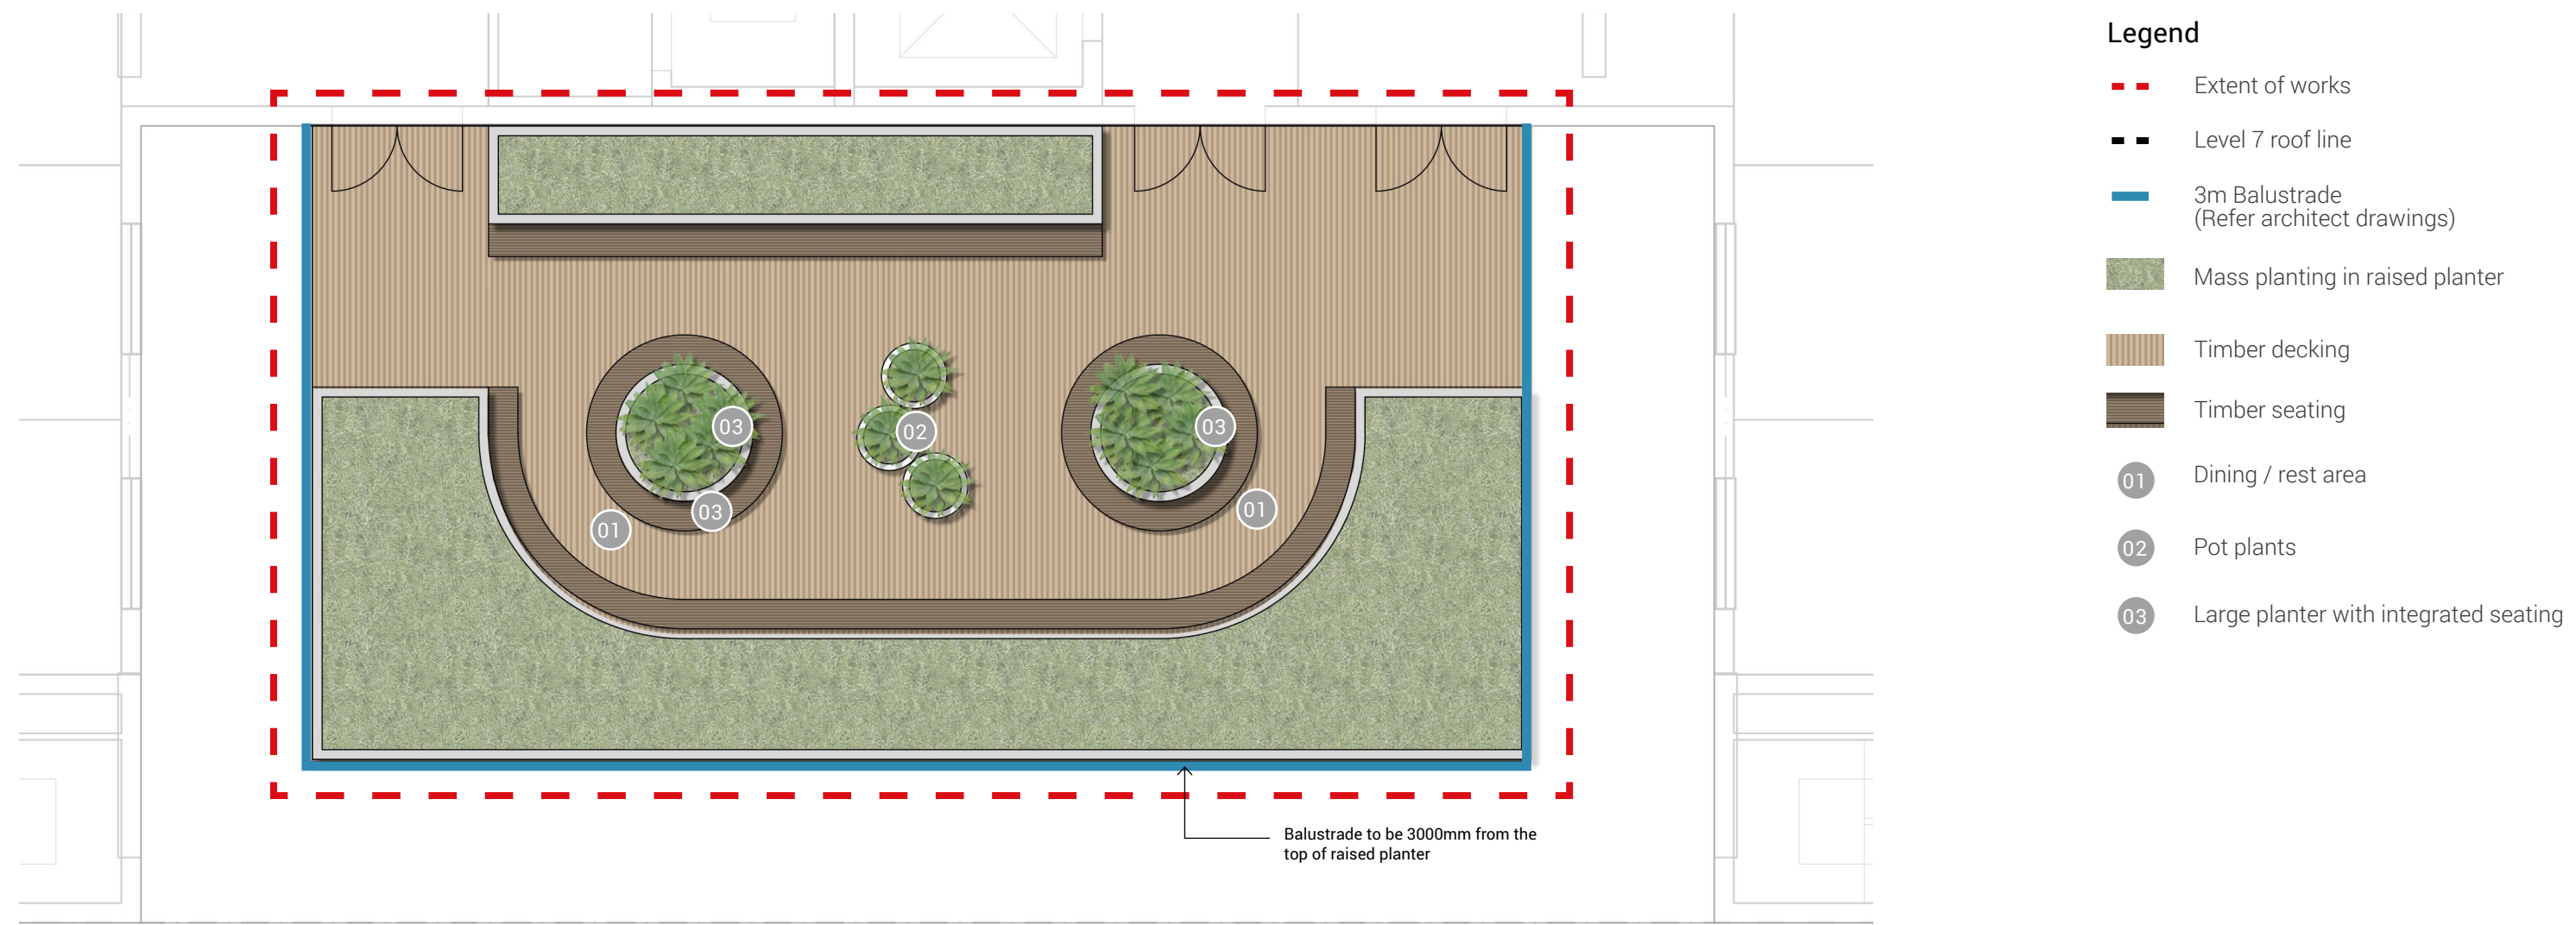 Legend
Extent of works
Level 7 roof line
3m Balustrade
(Refer architect drawings)
Mass planting in raised planter
Timber decking
Timber seating
01 Dining / rest area
02 Pot plants
03 Large planter with integrated seating
03
02
03
03
01
01
Balustrade to be 3000mm from the
top of raised planter